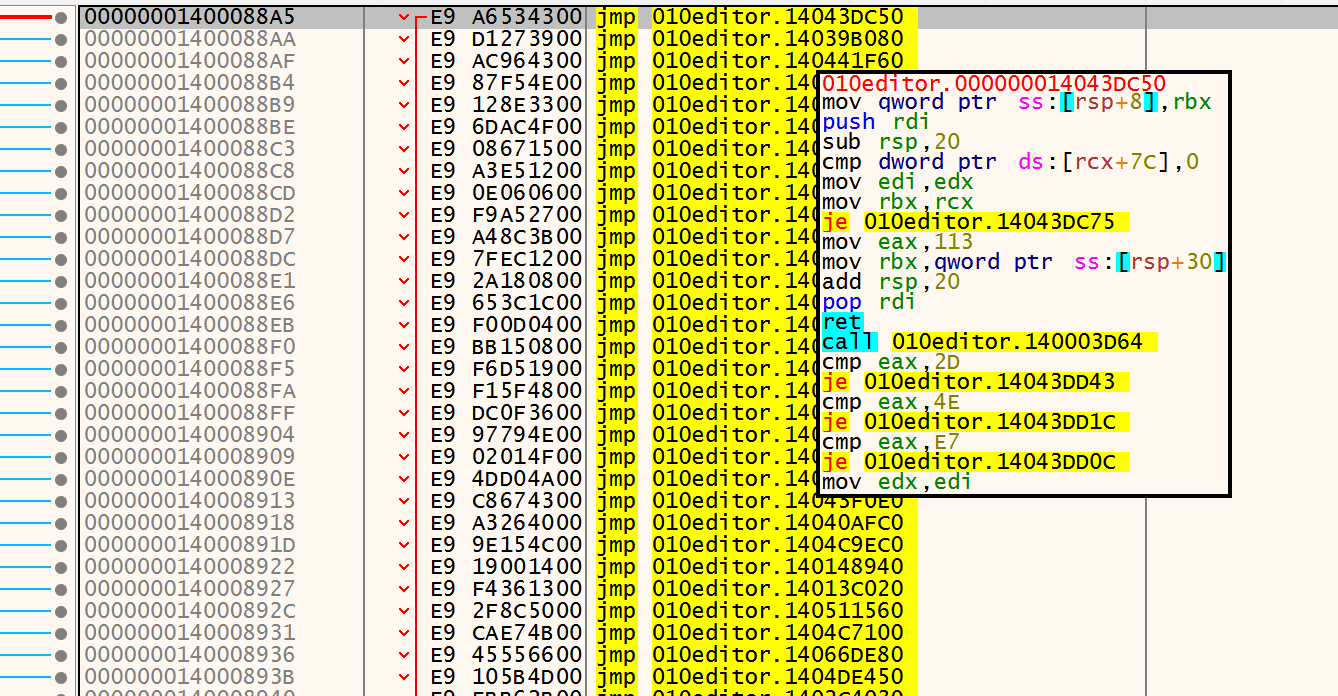 00000001400088A5 E9 A6534300 jmp 010editor.14043DC50
00000001400088AA E9 D1273900 jmp 010editor.14039B080
00000001400088AF E9 AC964300 jmp 010editor.140441F60
00000001400088B4 E9 87F54E00 jmp 010editor.140
00000001400088B9 E9 128E3300 jmp 010editor.140
00000001400088BE E9 6DAC4F00 jmp 010editor.140
00000001400088C3 E9 08671500 jmp 010editor.140
00000001400088C8 E9 A3E51200 jmp 010editor.140
00000001400088CD E9 0E060600 jmp 010editor.140
00000001400088D2 E9 F9A52700 jmp 010editor.140
00000001400088D7 E9 A48C3B00 jmp 010editor.140
00000001400088DC E9 7FEC1200 jmp 010editor.140
00000001400088E1 E9 2A180800 jmp 010editor.140
00000001400088E6 E9 653C1C00 jmp 010editor.140
00000001400088EB E9 F00D0400 jmp 010editor.140
00000001400088F0 E9 BB150800 jmp 010editor.140
00000001400088F5 E9 F6D51900 jmp 010editor.140
00000001400088FA E9 F15F4800 jmp 010editor.140
00000001400088FF E9 DC0F3600 jmp 010editor.140
0000000140008904 E9 97794E00 jmp 010editor.140
0000000140008909 E9 02014F00 jmp 010editor.140
000000014000890E E9 4DD04A00 jmp 010editor.140
0000000140008913 E9 C8674300 jmp 010editor.14043F0E0
0000000140008918 E9 A3264000 jmp 010editor.14040AFC0
000000014000891D E9 9E154C00 jmp 010editor.1404C9EC0
0000000140008922 E9 19001400 jmp 010editor.140148940
0000000140008927 E9 F4361300 jmp 010editor.14013C020
000000014000892C E9 2F8C5000 jmp 010editor.140511560
0000000140008931 E9 CAE74B00 jmp 010editor.1404C7100
0000000140008936 E9 45556600 jmp 010editor.14066DE80
000000014000893B E9 105B4D00 jmp 010editor.1404DE450
0000000140008940 E9 EBB63B00 jmp 010editor.1403C4030
010editor.000000014043DC50
mov qword ptr ss:[rsp+8],rbx
push rdi
sub rsp,20
cmp dword ptr ds:[rcx+7C],0
mov edi,edx
mov rbx,rcx
je 010editor.14043DC75
mov eax,113
mov rbx,qword ptr ss:[rsp+30]
add rsp,20
pop rdi
ret
call 010editor.140003D64
cmp eax,2D
je 010editor.14043DD43
cmp eax,4E
je 010editor.14043DD1C
cmp eax,E7
je 010editor.14043DD0C
mov edx,edi